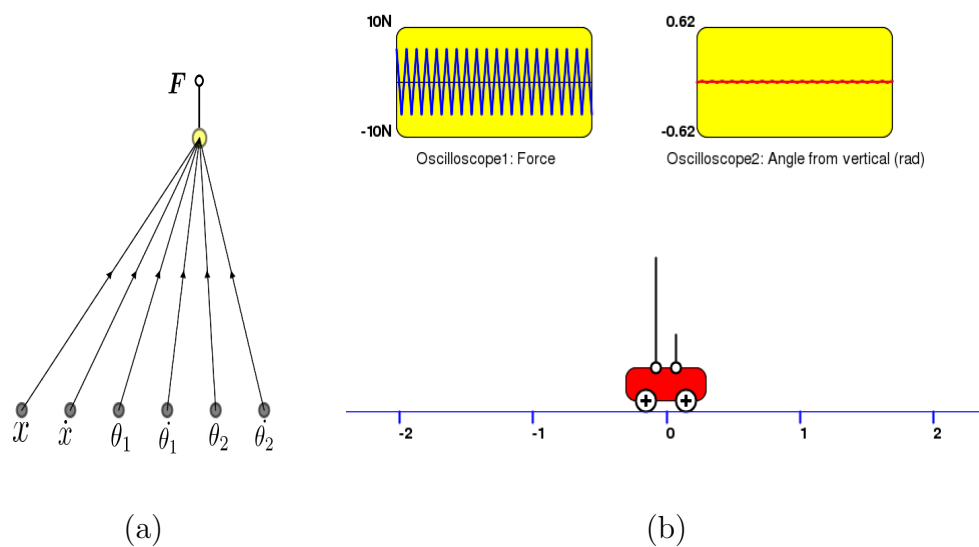 F
x ẋ θ₁ θ̇₁ θ₂ θ̇₂
(a)
10N
-10N
Oscilloscope1: Force
0.62
-0.62
Oscilloscope2: Angle from vertical (rad)
-2 -1 0 1 2
(b)